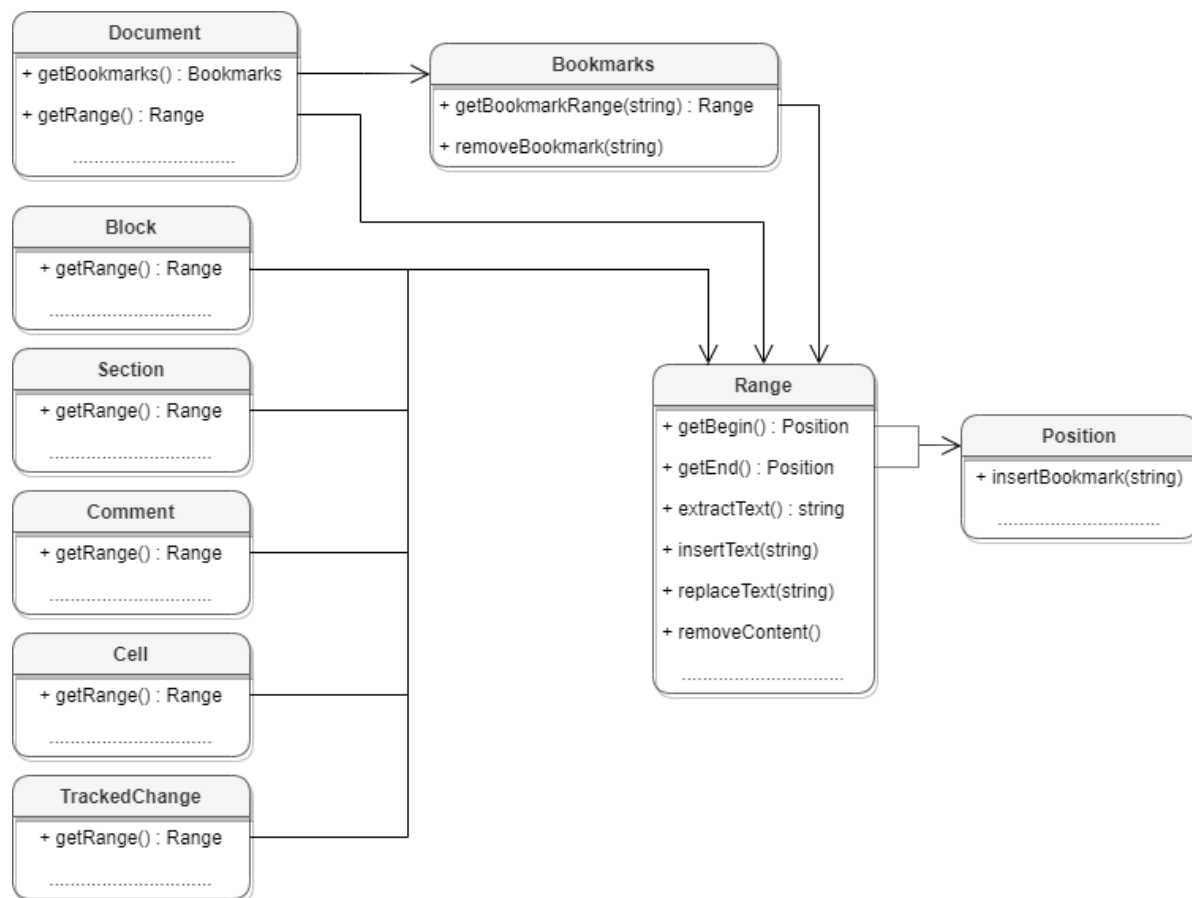 Document
+ getBookmarks() : Bookmarks
+ getRange() : Range
Bookmarks
+ getBookmarkRange(string) : Range
+ removeBookmark(string)
Block
+ getRange() : Range
Section
+ getRange() : Range
Comment
+ getRange() : Range
Cell
+ getRange() : Range
TrackedChange
+ getRange() : Range
Range
+ getBegin() : Position
+ getEnd() : Position
+ extractText() : string
+ insertText(string)
+ replaceText(string)
+ removeContent()
Position
+ insertBookmark(string)